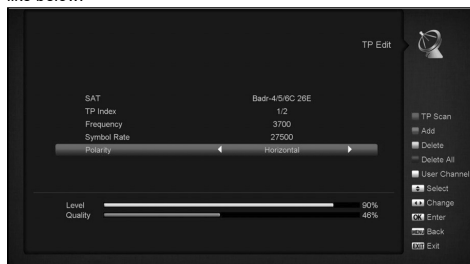 TP Edit
SAT Badr-4/5/6C 26E
TP Index 1/2
Frequency 3700
Symbol Rate 27500
Polarity Horizontal
Level 90%
Quality 46%
TP Scan
Add
Delete
Delete All
User Channel
Select
Change
OK Enter
MENU Back
EXIT Exit